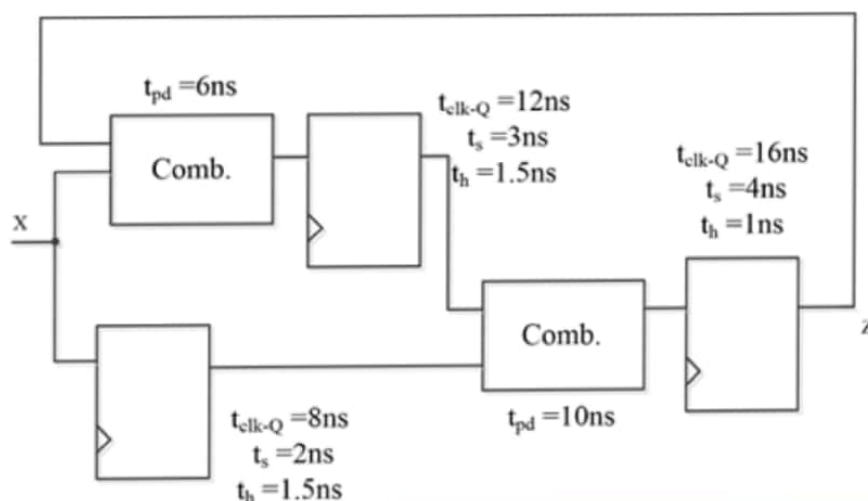 t_pd =6ns
Comb.
t_clk-Q =12ns
t_s =3ns
t_h =1.5ns
t_clk-Q =16ns
t_s =4ns
t_h =1ns
X
Comb.
z
t_pd =10ns
t_clk-Q =8ns
t_s =2ns
t_h =1.5ns